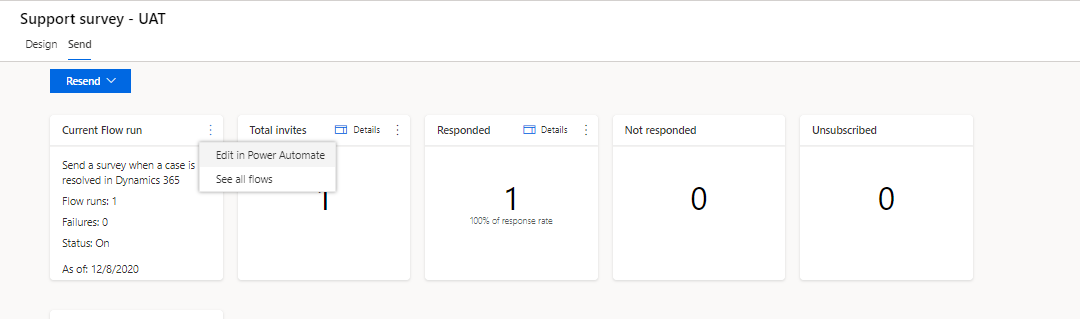 Support survey - UAT
Design Send
Resend
Current Flow run
Total invites Details
Responded Details
Not responded
Unsubscribed
Edit in Power Automate
See all flows
Send a survey when a case is
resolved in Dynamics 365
Flow runs: 1
Failures: 0
Status: On
As of: 12/8/2020
1
1
100% of response rate
0
0